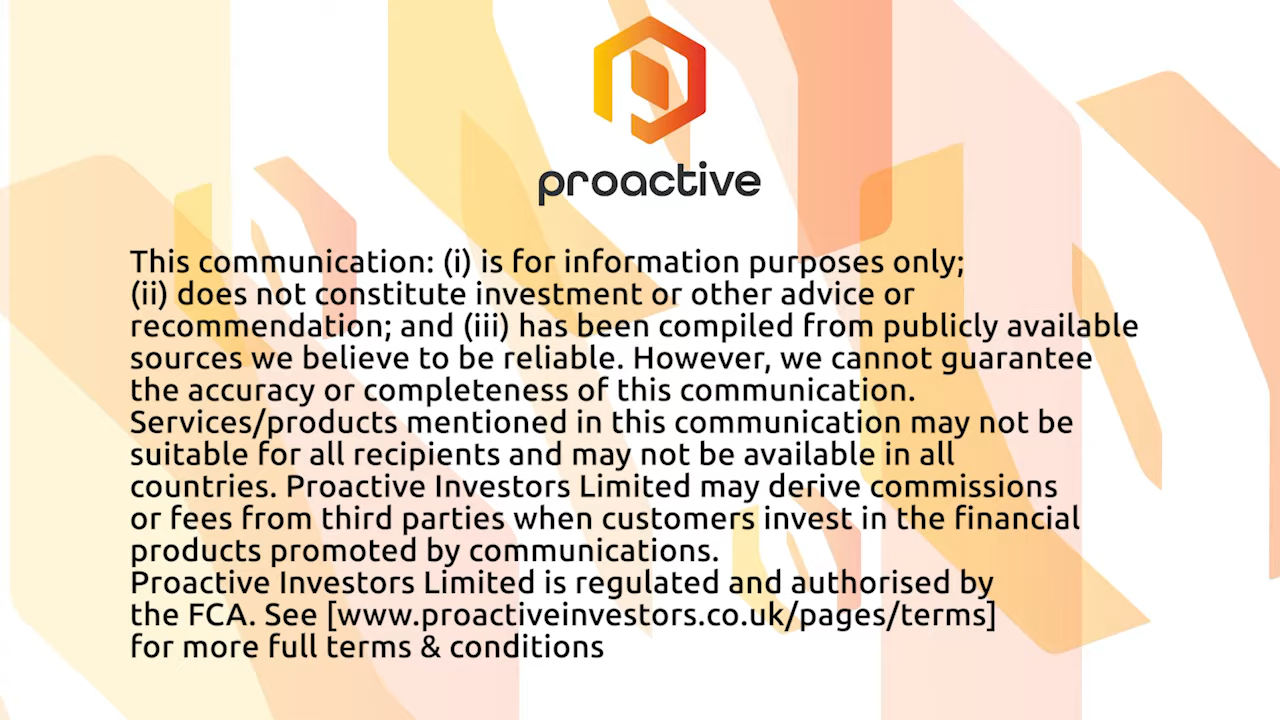 proactive
This communication: (i) is for information purposes only;
(ii) does not constitute investment or other advice or
recommendation; and (iii) has been compiled from publicly available
sources we believe to be reliable. However, we cannot guarantee
the accuracy or completeness of this communication.
Services/products mentioned in this communication may not be
suitable for all recipients and may not be available in all
countries. Proactive Investors Limited may derive commissions
or fees from third parties when customers invest in the financial
products promoted by communications.
Proactive Investors Limited is regulated and authorised by
the FCA. See [www.proactiveinvestors.co.uk/pages/terms]
for more full terms & conditions